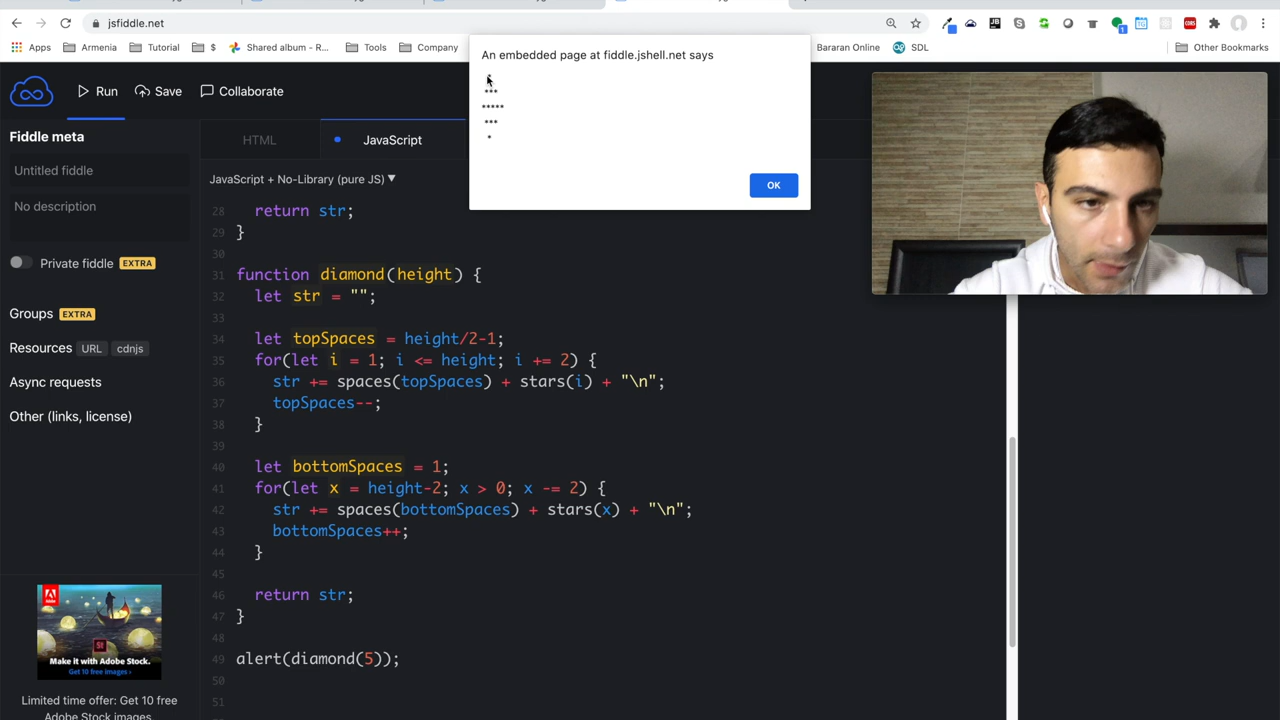 jsfiddle.net
Apps
Armenia
Tutorial
$
Shared album - R...
Tools
Company
Bararan Online
SDL
Other Bookmarks
An embedded page at fiddle.jshell.net says
***
*****
***
*
OK
Run
Save
Collaborate
Fiddle meta
Untitled fiddle
No description
Private fiddle EXTRA
Groups EXTRA
Resources URL cdnjs
Async requests
Other (links, license)
Make it with Adobe Stock.
Get 10 free images ›
Limited time offer: Get 10 free
Adobe Stock images.
HTML
JavaScript
JavaScript + No-Library (pure JS) ▼
28 return str;
29 }
30
31 function diamond(height) {
32 let str = "";
33
34 let topSpaces = height/2-1;
35 for(let i = 1; i <= height; i += 2) {
36 str += spaces(topSpaces) + stars(i) + "\n";
37 topSpaces--;
38 }
39
40 let bottomSpaces = 1;
41 for(let x = height-2; x > 0; x -= 2) {
42 str += spaces(bottomSpaces) + stars(x) + "\n";
43 bottomSpaces++;
44 }
45
46 return str;
47 }
48
49 alert(diamond(5));
50
51